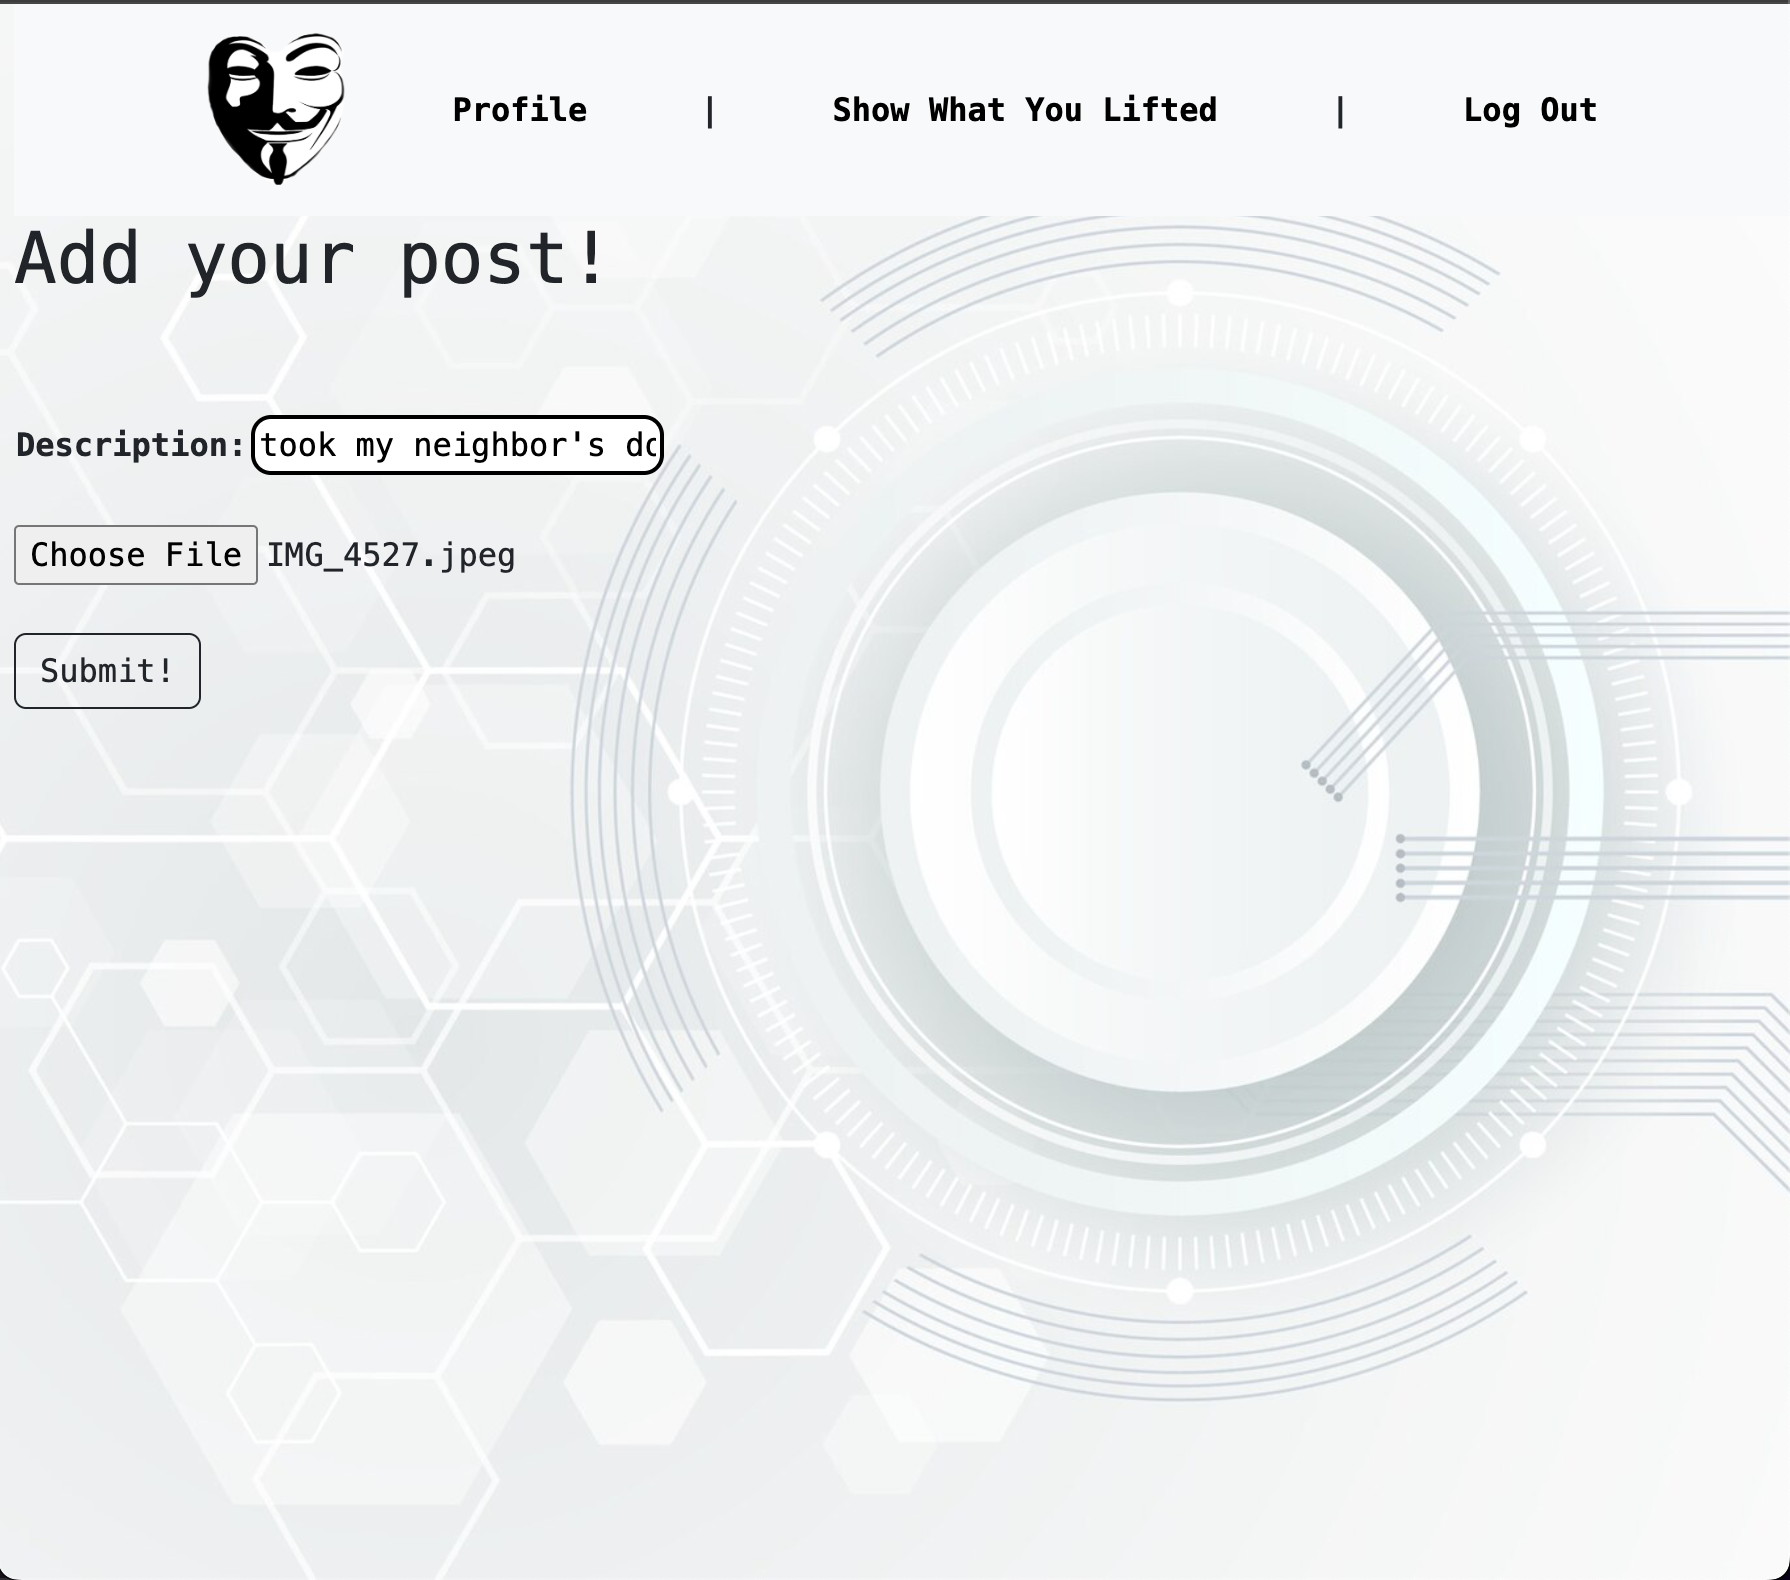 Profile | Show What You Lifted | Log Out
Add your post!
Description: took my neighbor's
Choose File IMG_4527.jpeg
Submit!